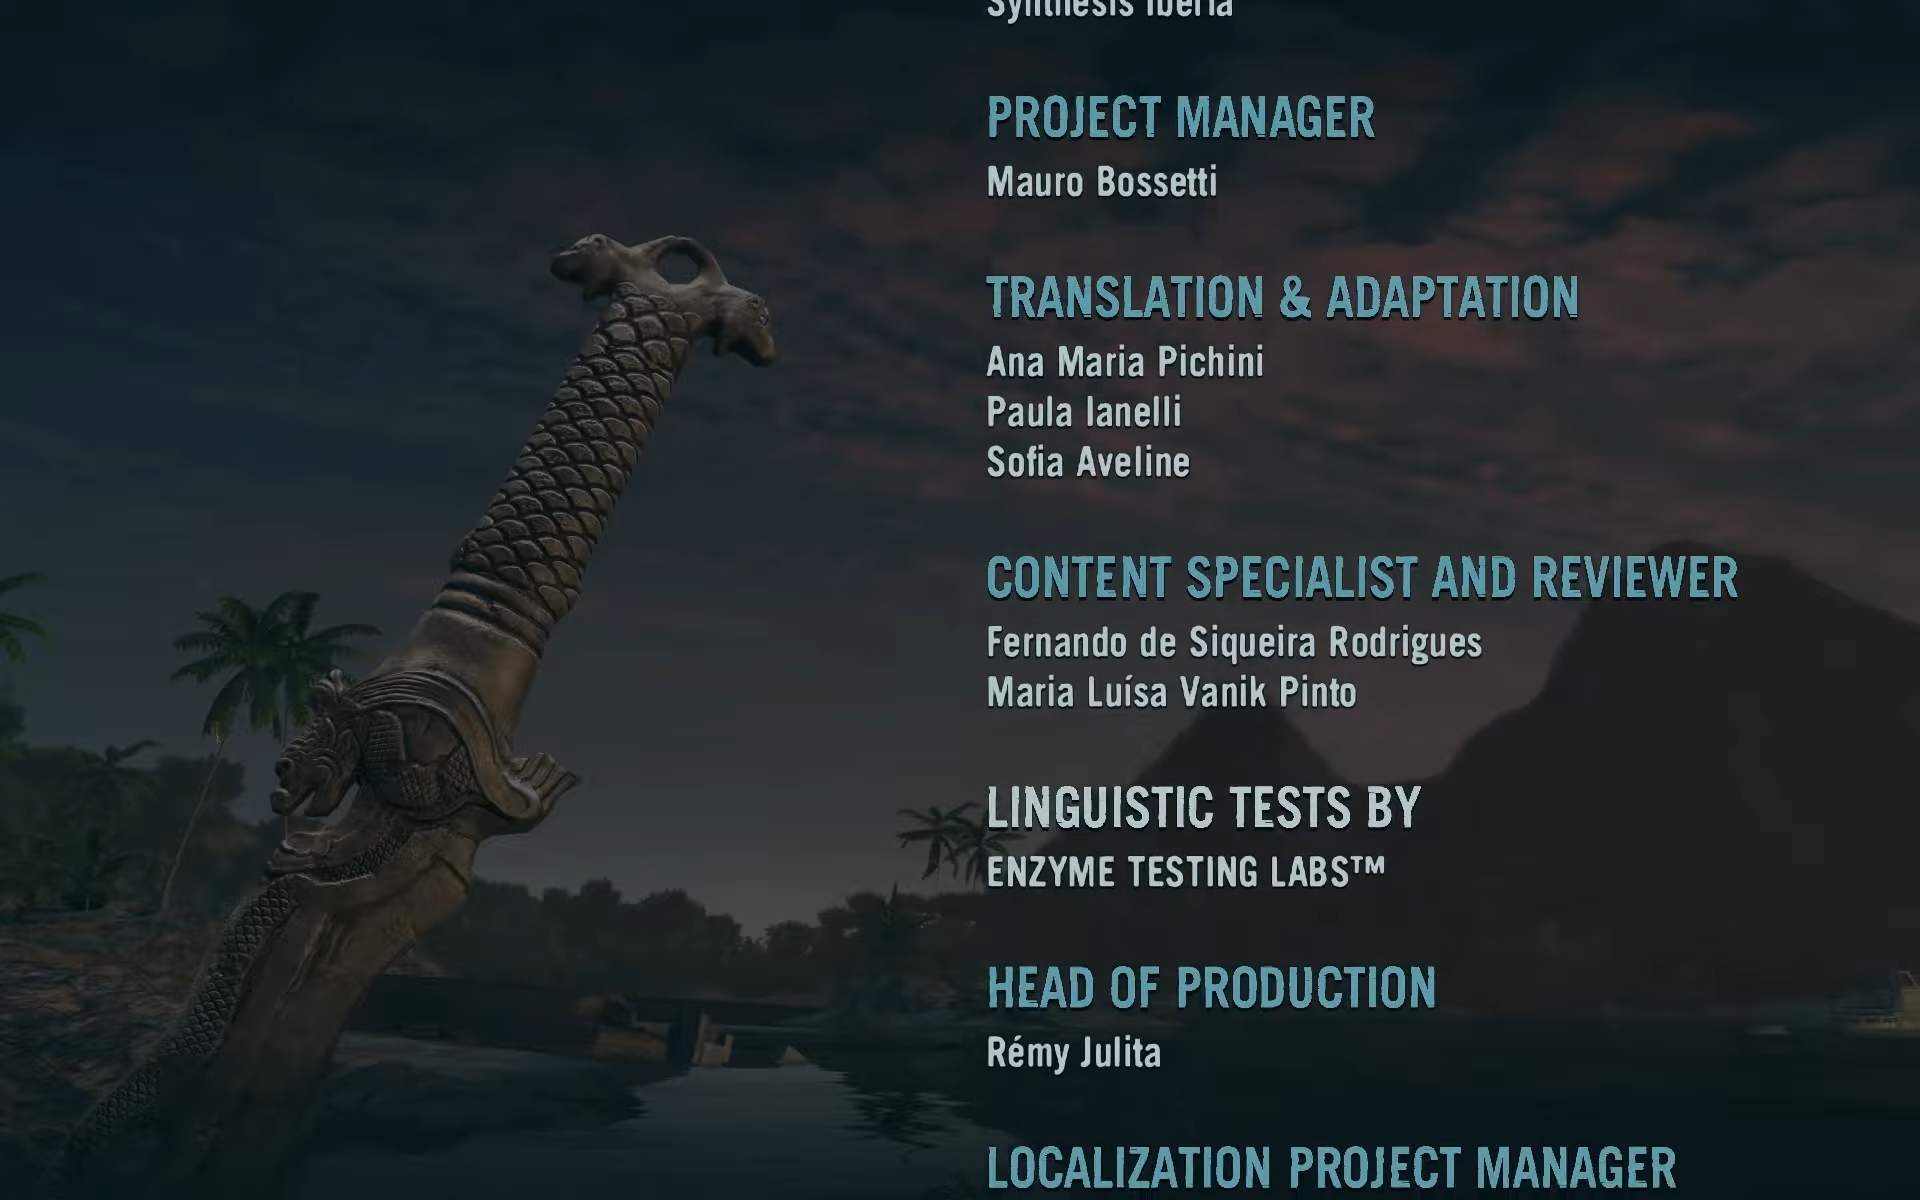 Synthesis Iberia
PROJECT MANAGER
Mauro Bossetti
TRANSLATION & ADAPTATION
Ana Maria Pichini
Paula Ianelli
Sofia Aveline
CONTENT SPECIALIST AND REVIEWER
Fernando de Siqueira Rodrigues
Maria Luísa Vanik Pinto
LINGUISTIC TESTS BY
ENZYME TESTING LABS™
HEAD OF PRODUCTION
Rémy Julita
LOCALIZATION PROJECT MANAGER